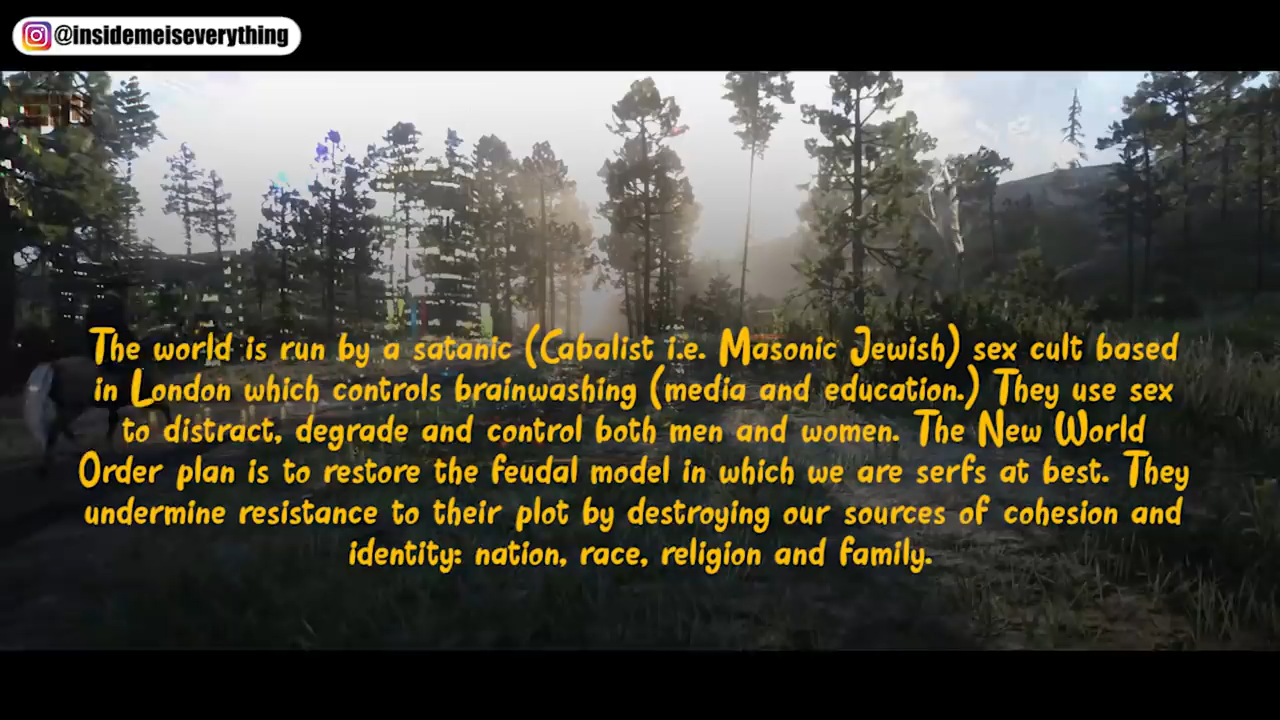 @insidemeiseverything
The world is run by a satanic (Cabalist i.e. Masonic Jewish) sex cult based
in London which controls brainwashing (media and education.) They use sex
to distract, degrade and control both men and women. The New World
Order plan is to restore the feudal model in which we are serfs at best. They
undermine resistance to their plot by destroying our sources of cohesion and
identity: nation, race, religion and family.